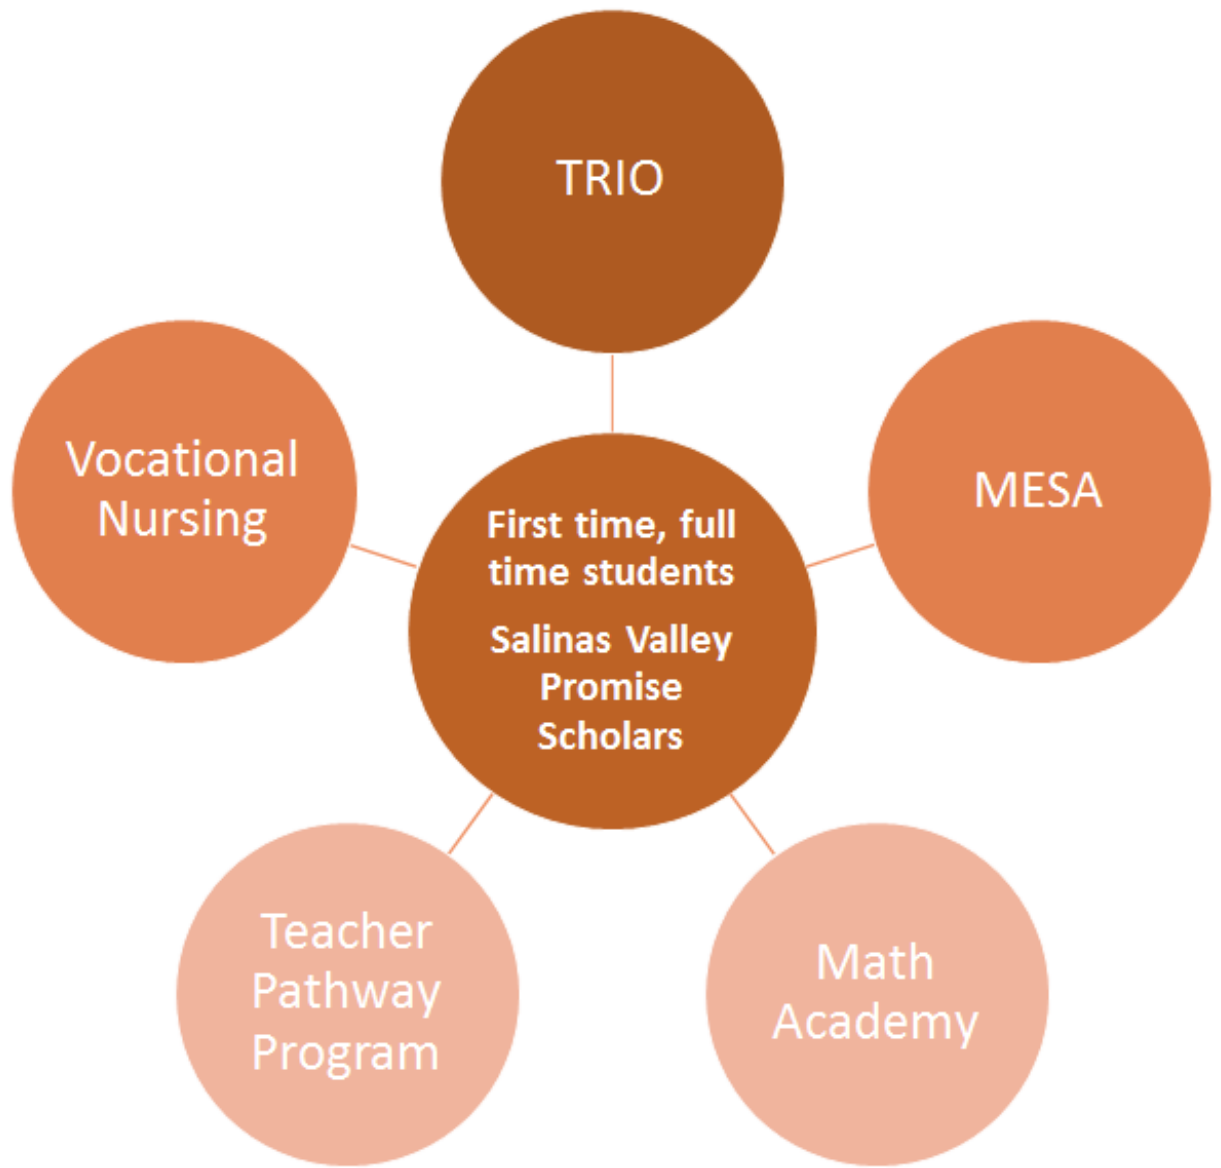 TRIO
Vocational
Nursing
MESA
First time, full
time students
Salinas Valley
Promise
Scholars
Teacher
Pathway
Program
Math
Academy